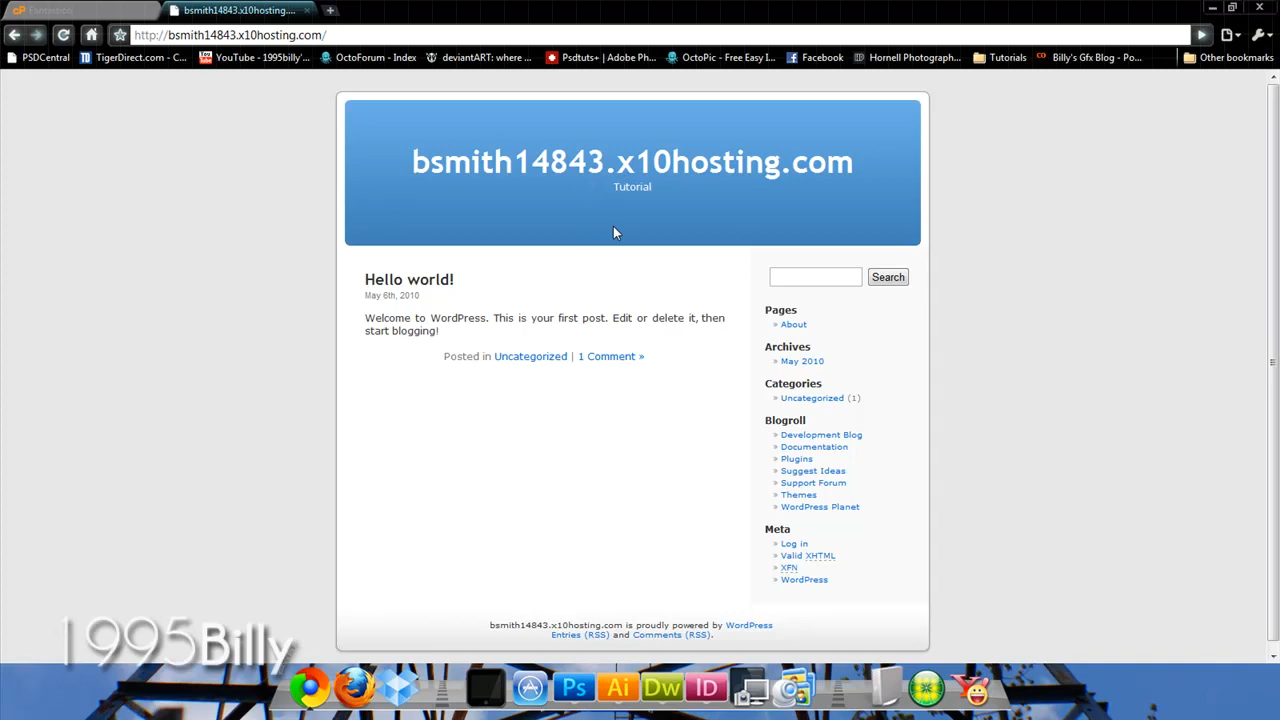 Fantastico
bsmith14843.x10hosting....
http://bsmith14843.x10hosting.com/
PSDCentral
TigerDirect.com - C...
YouTube - 1995billy'...
OctoForum - Index
deviantART: where ...
Psdtuts+ | Adobe Ph...
OctoPic - Free Easy I...
Facebook
Hornell Photograph...
Tutorials
Billy's Gfx Blog - Po...
Other bookmarks
bsmith14843.x10hosting.com
Tutorial
Hello world!
May 6th, 2010
Welcome to WordPress. This is your first post. Edit or delete it, then
start blogging!
Posted in Uncategorized | 1 Comment »
Search
Pages
» About
Archives
» May 2010
Categories
» Uncategorized (1)
Blogroll
» Development Blog
» Documentation
» Plugins
» Suggest Ideas
» Support Forum
» Themes
» WordPress Planet
Meta
» Log in
» Valid XHTML
» XFN
» WordPress
bsmith14843.x10hosting.com is proudly powered by WordPress
Entries (RSS) and Comments (RSS).
1995Billy
Ps
Ai
Dw
ID